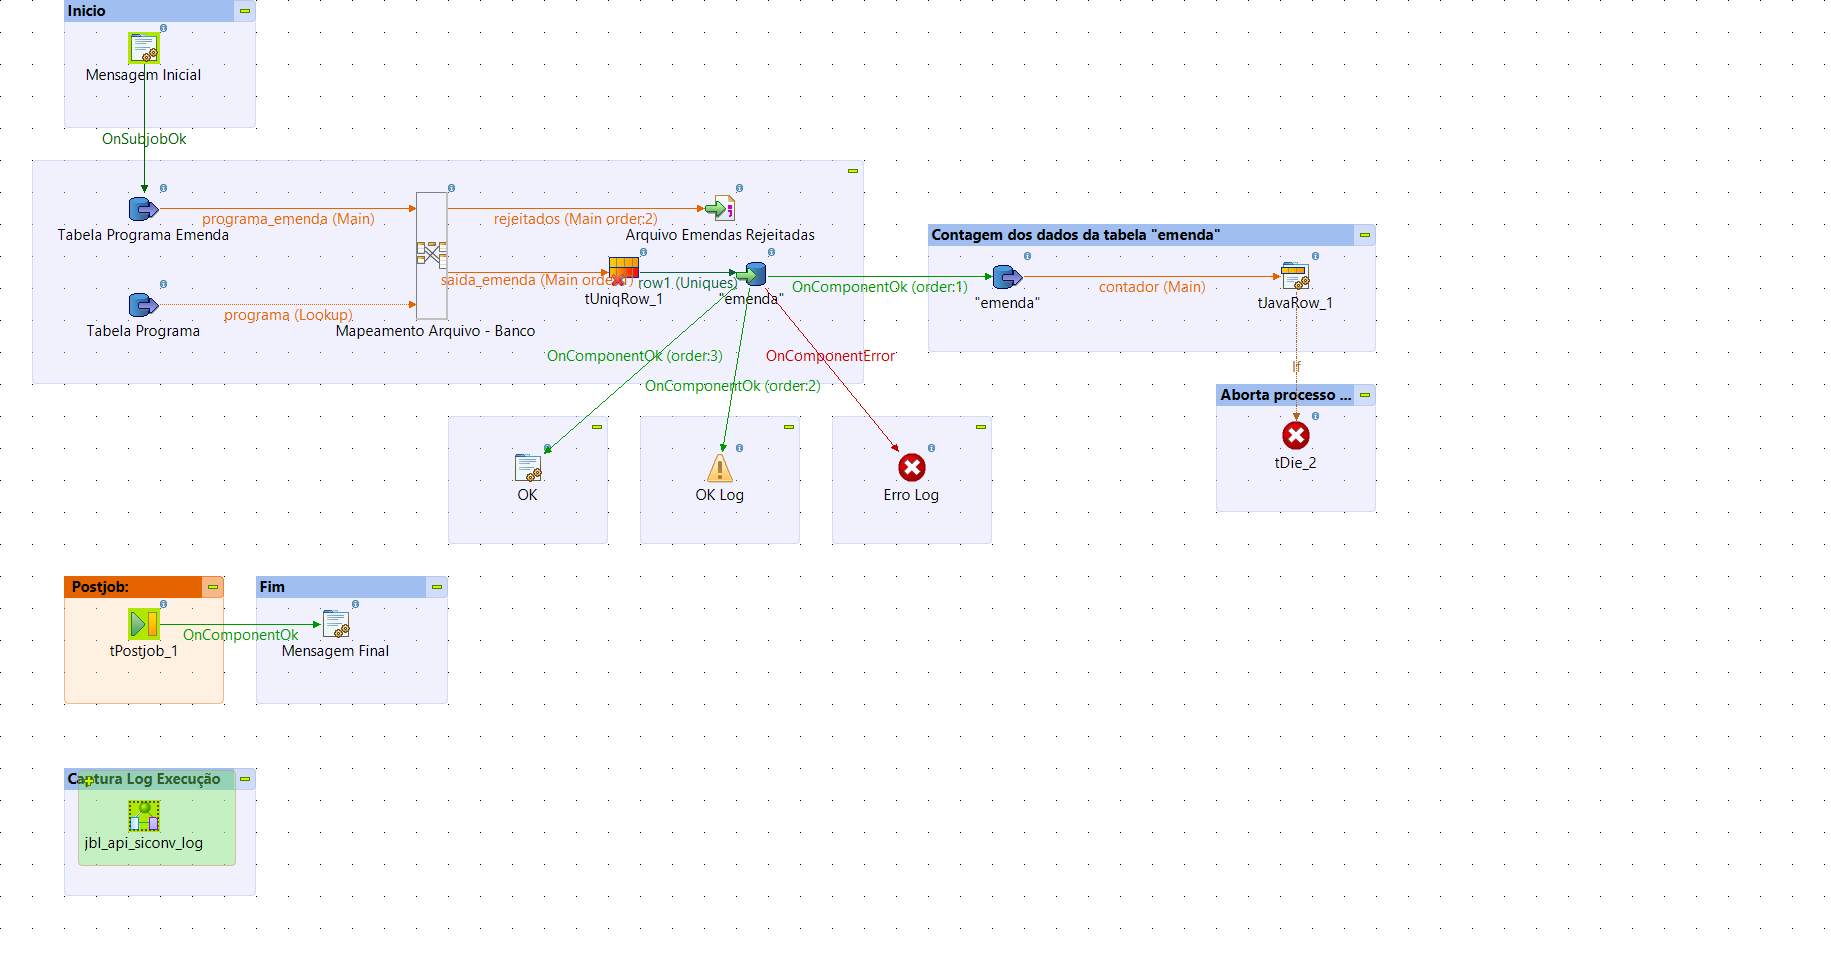 Inicio
Mensagem Inicial
OnSubjobOk
programa_emenda (Main)
rejeitados (Main order:2)
Tabela Programa Emenda
Arquivo Emendas Rejeitadas
Contagem dos dados da tabela "emenda"
saida_emenda (Main order:1)
row1 (Uniques)
tUniqRow_1
"emenda"
OnComponentOk (order:1)
"emenda"
contador (Main)
tJavaRow_1
programa (Lookup)
Tabela Programa
Mapeamento Arquivo - Banco
OnComponentOk (order:3)
OnComponentError
OnComponentOk (order:2)
If
Aborta processo ...
tDie_2
OK
OK Log
Erro Log
Postjob:
Fim
OnComponentOk
tPostjob_1
Mensagem Final
Captura Log Execução
jbl_api_siconv_log